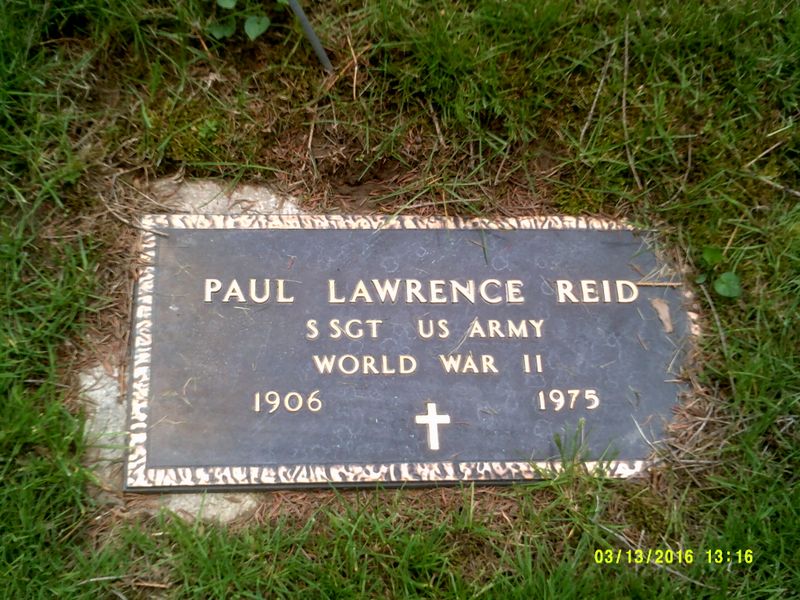 PAUL LAWRENCE REID
S SGT US ARMY
WORLD WAR II
1906 1975
03/13/2016 13:16